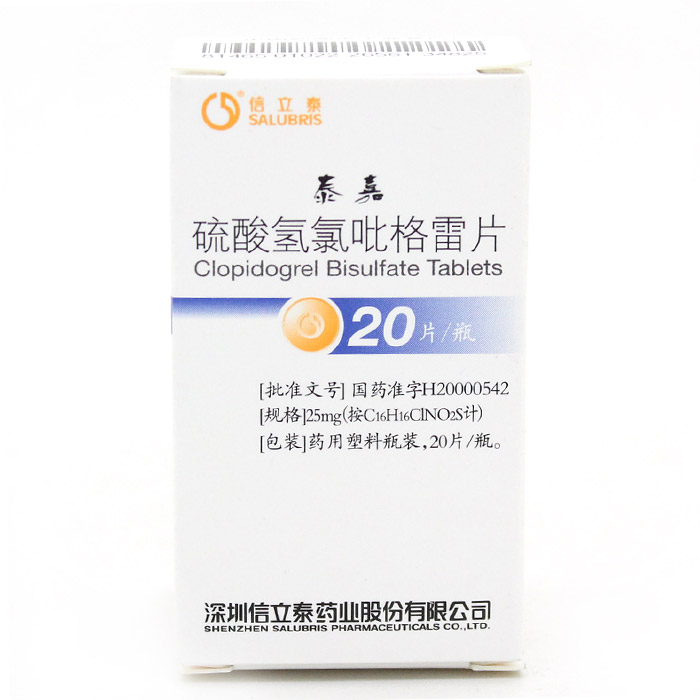 信立泰
SALUBRIS
泰嘉
硫酸氢氯吡格雷片
Clopidogrel Bisulfate Tablets
20片/瓶
[批准文号] 国药准字H20000542
[规格]25mg(按C16H16ClNO2S计)
[包装]药用塑料瓶装,20片/瓶。
深圳信立泰药业股份有限公司
SHENZHEN SALUBRIS PHARMACEUTICALS CO.,LTD.